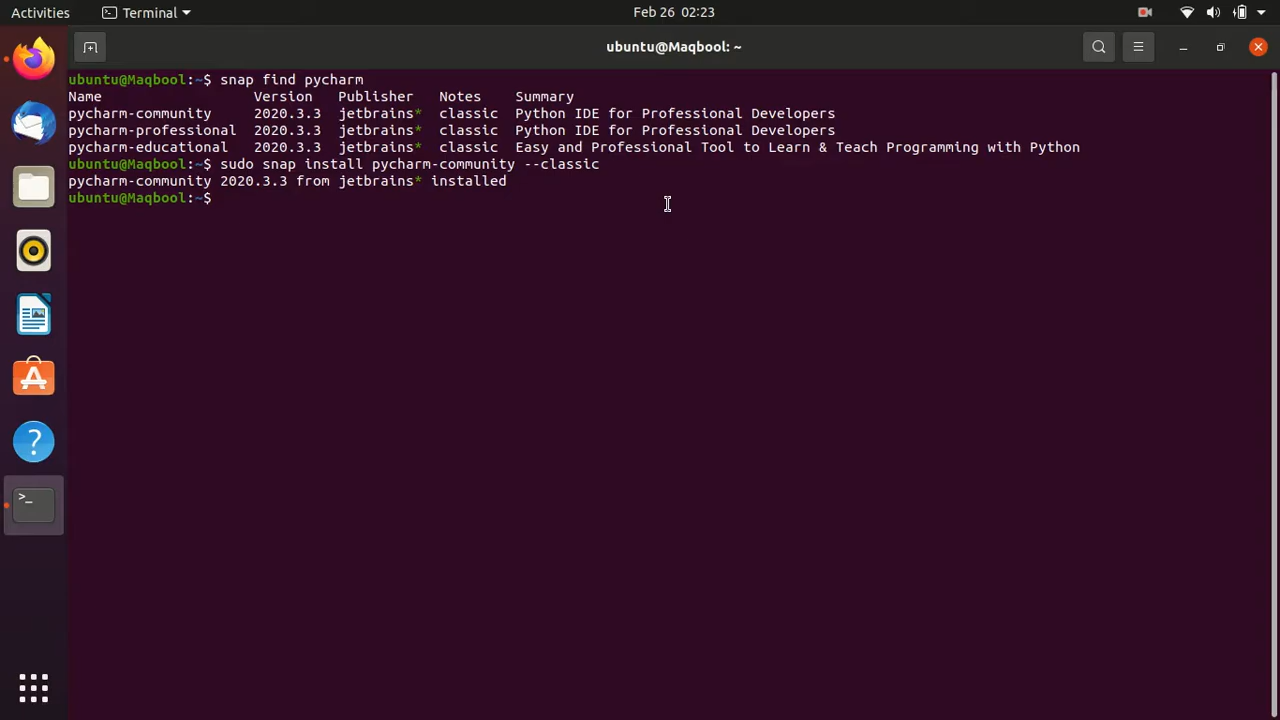 Activities Terminal Feb 26 02:23
ubuntu@Maqbool: ~
ubuntu@Maqbool:~$ snap find pycharm
Name Version Publisher Notes Summary
pycharm-community 2020.3.3 jetbrains* classic Python IDE for Professional Developers
pycharm-professional 2020.3.3 jetbrains* classic Python IDE for Professional Developers
pycharm-educational 2020.3.3 jetbrains* classic Easy and Professional Tool to Learn & Teach Programming with Python
ubuntu@Maqbool:~$ sudo snap install pycharm-community --classic
pycharm-community 2020.3.3 from jetbrains* installed
ubuntu@Maqbool:~$